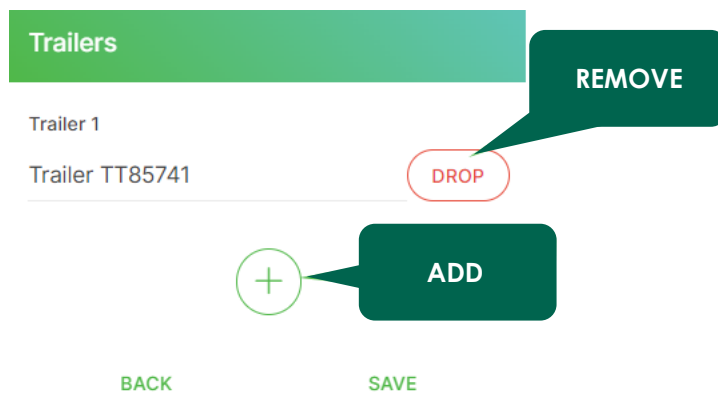 Trailers
REMOVE
Trailer 1
Trailer TT85741
DROP
ADD
BACK
SAVE